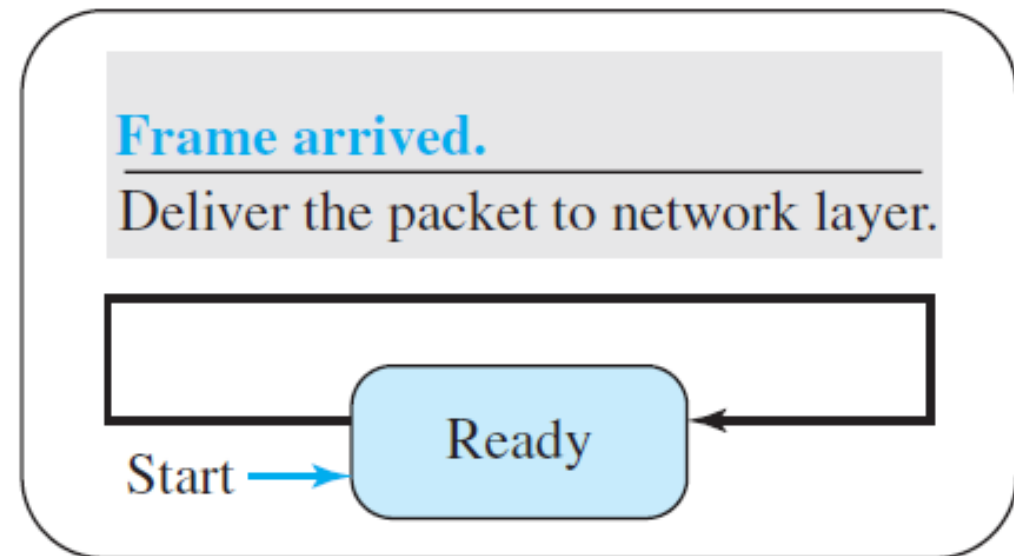 Frame arrived.
Deliver the packet to network layer.
Ready
Start